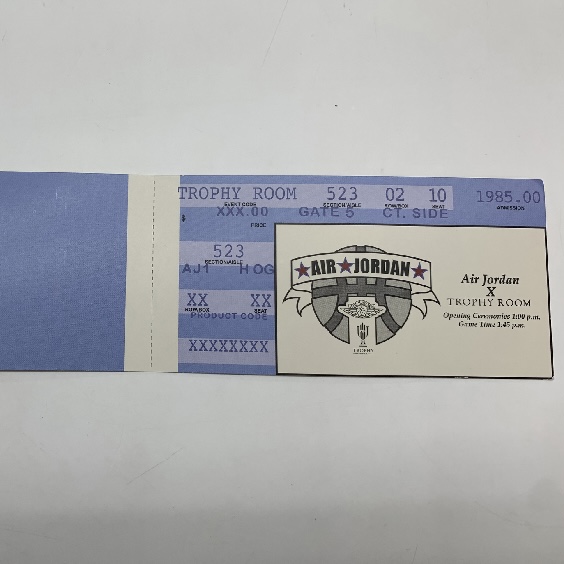 TROPHY ROOM 523 02 10 1985.00
EVENT CODE SECTION/AISLE ROW/BOX SEAT ADMISSION
XXX.00 GATE 5 CT. SIDE
PRICE
523
SECTION/AISLE
AJ1 H OG
XX XX
ROW/BOX SEAT
PRODUCT CODE
XXXXXXXX
★AIR★JORDAN★
TROPHY
Air Jordan
X
TROPHY ROOM
Opening Ceremonies 1:00 p.m.
Game Time 1:45 p.m.